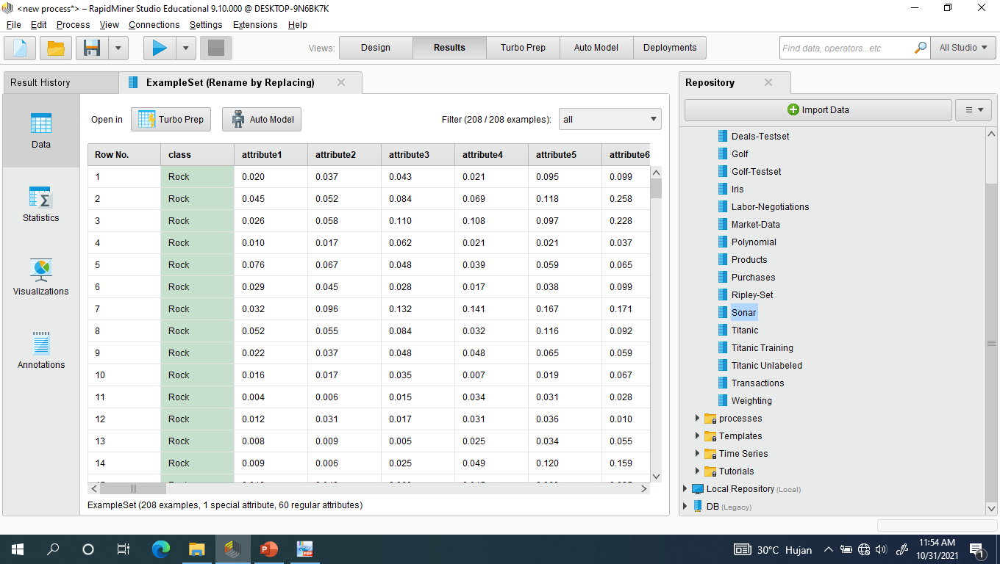 <new process*> – RapidMiner Studio Educational 9.10.000 @ DESKTOP-9N6BK7K
File Edit Process View Connections Settings Extensions Help
Views: Design Results Turbo Prep Auto Model Deployments Find data, operators...etc All Studio
Result History ExampleSet (Rename by Replacing)
Data
Statistics
Visualizations
Annotations
Open in Turbo Prep Auto Model Filter (208 / 208 examples): all
Row No. class attribute1 attribute2 attribute3 attribute4 attribute5 attribute6
1 Rock 0.020 0.037 0.043 0.021 0.095 0.099
2 Rock 0.045 0.052 0.084 0.069 0.118 0.258
3 Rock 0.026 0.058 0.110 0.108 0.097 0.228
4 Rock 0.010 0.017 0.062 0.021 0.021 0.037
5 Rock 0.076 0.067 0.048 0.039 0.059 0.065
6 Rock 0.029 0.045 0.028 0.017 0.038 0.099
7 Rock 0.032 0.096 0.132 0.141 0.167 0.171
8 Rock 0.052 0.055 0.084 0.032 0.116 0.092
9 Rock 0.022 0.037 0.048 0.048 0.065 0.059
10 Rock 0.016 0.017 0.035 0.007 0.019 0.067
11 Rock 0.004 0.006 0.015 0.034 0.031 0.028
12 Rock 0.012 0.031 0.017 0.031 0.036 0.010
13 Rock 0.008 0.009 0.005 0.025 0.034 0.055
14 Rock 0.009 0.006 0.025 0.049 0.120 0.159
ExampleSet (208 examples, 1 special attribute, 60 regular attributes)
Repository
Import Data
Deals-Testset
Golf
Golf-Testset
Iris
Labor-Negotiations
Market-Data
Polynomial
Products
Purchases
Ripley-Set
Sonar
Titanic
Titanic Training
Titanic Unlabeled
Transactions
Weighting
processes
Templates
Time Series
Tutorials
Local Repository (Local)
DB (Legacy)
30°C Hujan
11:54 AM
10/31/2021
1